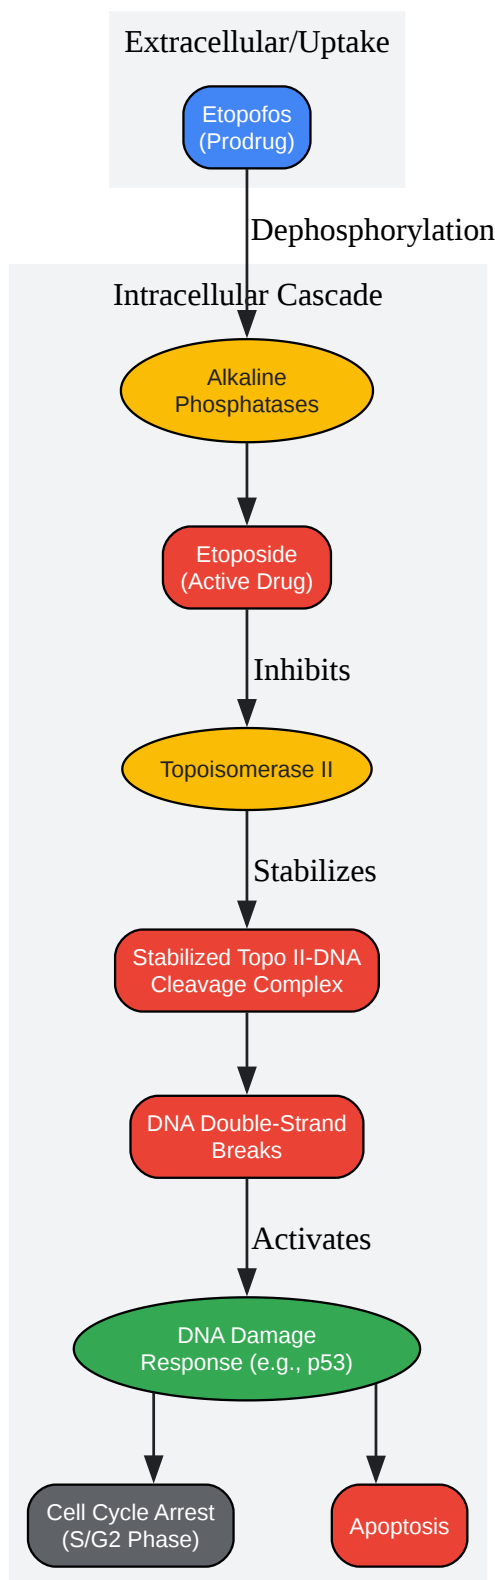 Extracellular/Uptake
Etopofos
(Prodrug)
Dephosphorylation
Intracellular Cascade
Alkaline
Phosphatases
Etoposide
(Active Drug)
Inhibits
Topoisomerase II
Stabilizes
Stabilized Topo II-DNA
Cleavage Complex
DNA Double-Strand
Breaks
Activates
DNA Damage
Response (e.g., p53)
Cell Cycle Arrest
(S/G2 Phase)
Apoptosis